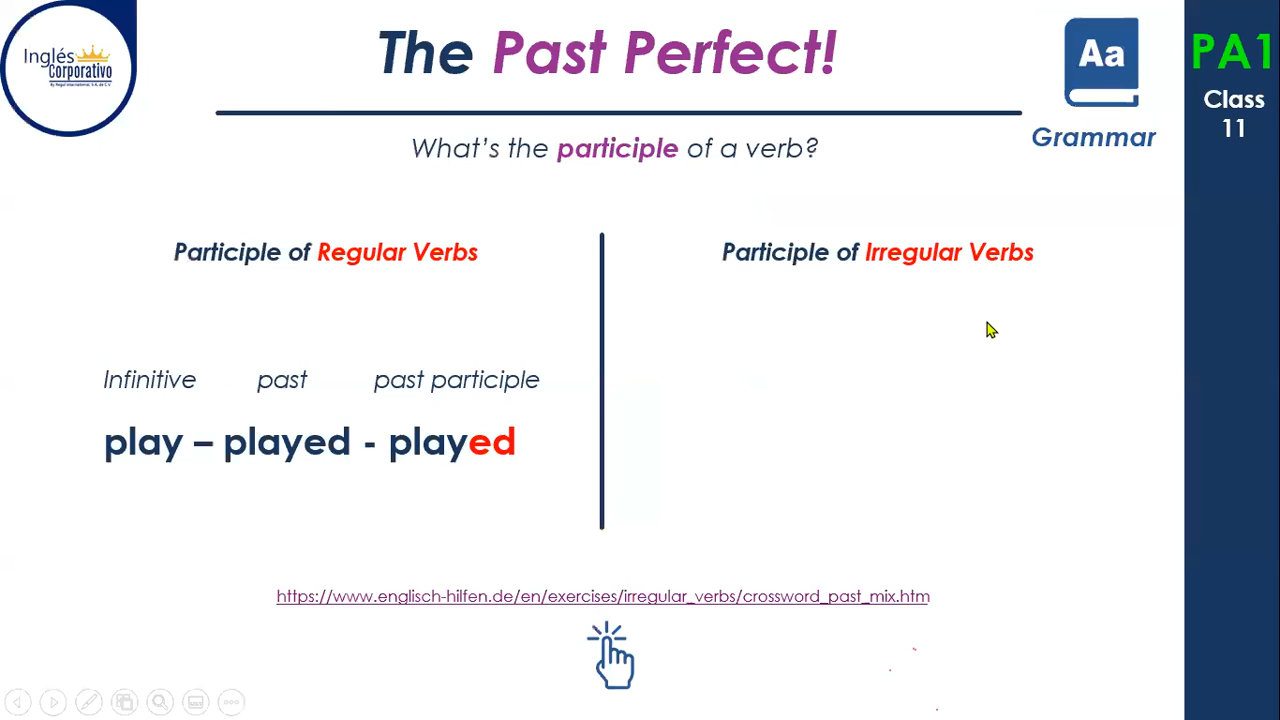 Inglés
Corporativo
The Past Perfect!
Aa
Grammar
PA1
Class
11
What's the participle of a verb?
Participle of Regular Verbs
Infinitive past past participle
play – played - played
Participle of Irregular Verbs
https://www.englisch-hilfen.de/en/exercises/irregular_verbs/crossword_past_mix.htm